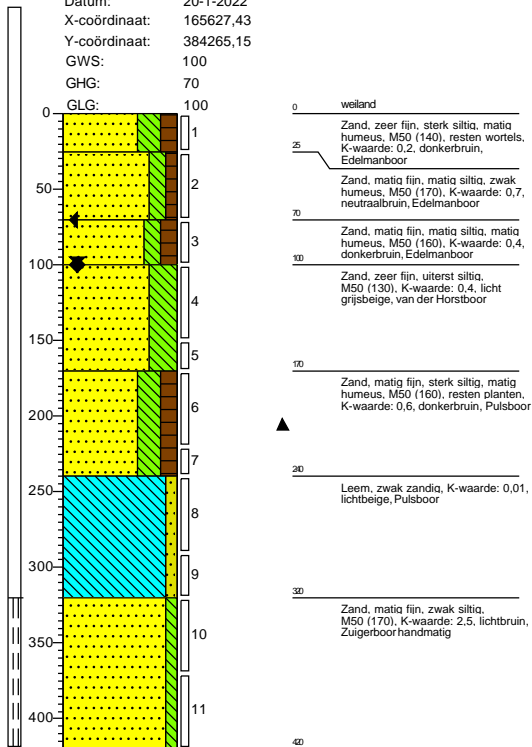 Datum: 20-1-2022
X-coördinaat: 165627,43
Y-coördinaat: 384265,15
GWS: 100
GHG: 70
GLG: 100
0
50
100
150
200
250
300
350
400
1
2
3
4
5
6
7
8
9
10
11
0 weiland
Zand, zeer fijn, sterk siltig, matig
humeus, M50 (140), resten wortels,
K-waarde: 0,2, donkerbruin,
Edelmanboor
25
Zand, matig fijn, matig siltig, zwak
humeus, M50 (170), K-waarde: 0,7,
neutraalbruin, Edelmanboor
70
Zand, matig fijn, matig siltig, matig
humeus, M50 (160), K-waarde: 0,4,
donkerbruin, Edelmanboor
100
Zand, zeer fijn, uiterst siltig,
M50 (130), K-waarde: 0,4, licht
grijsbeige, van der Horstboor
170
Zand, matig fijn, sterk siltig, matig
humeus, M50 (160), resten planten,
K-waarde: 0,6, donkerbruin, Pulsboor
240
Leem, zwak zandig, K-waarde: 0,01,
lichtbeige, Pulsboor
320
Zand, matig fijn, zwak siltig,
M50 (170), K-waarde: 2,5, lichtbruin,
Zuigerboor handmatig
420